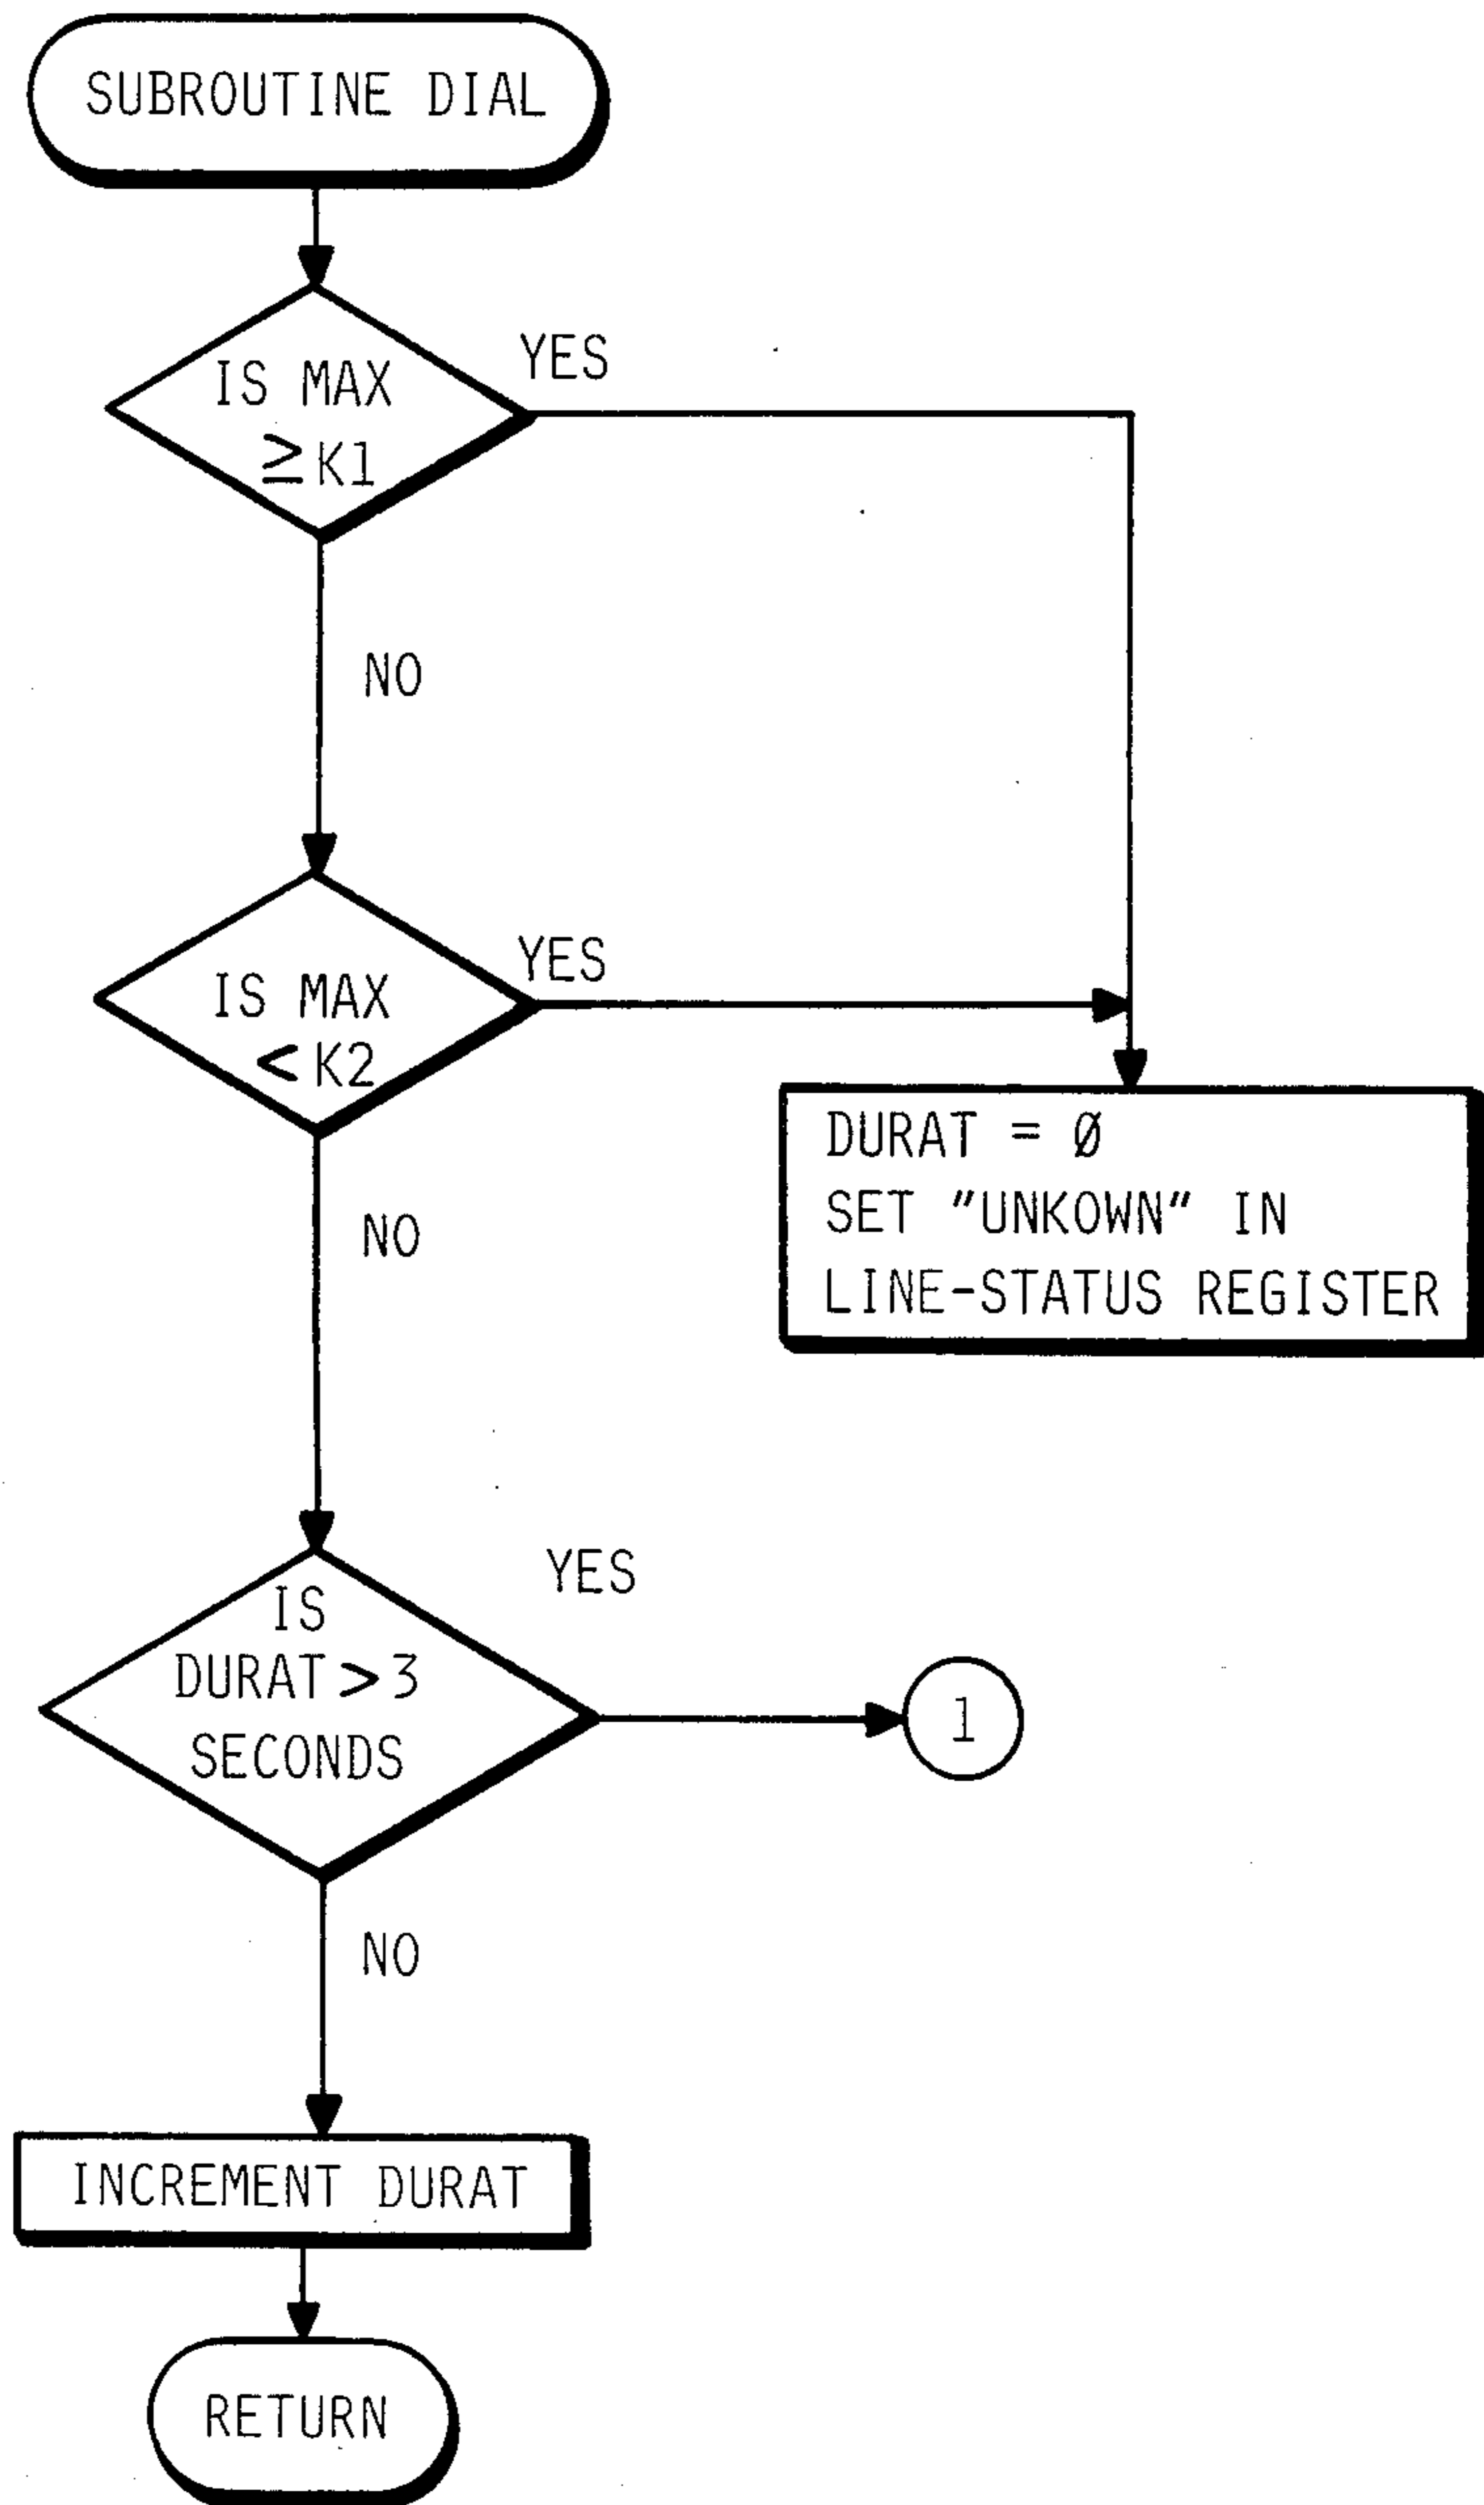 SUBROUTINE DIAL
IS MAX
≥K1
YES
NO
IS MAX
<K2
YES
NO
DURAT = Ø
SET "UNKOWN" IN
LINE-STATUS REGISTER
IS
DURAT>3
SECONDS
YES
1
NO
INCREMENT DURAT
RETURN